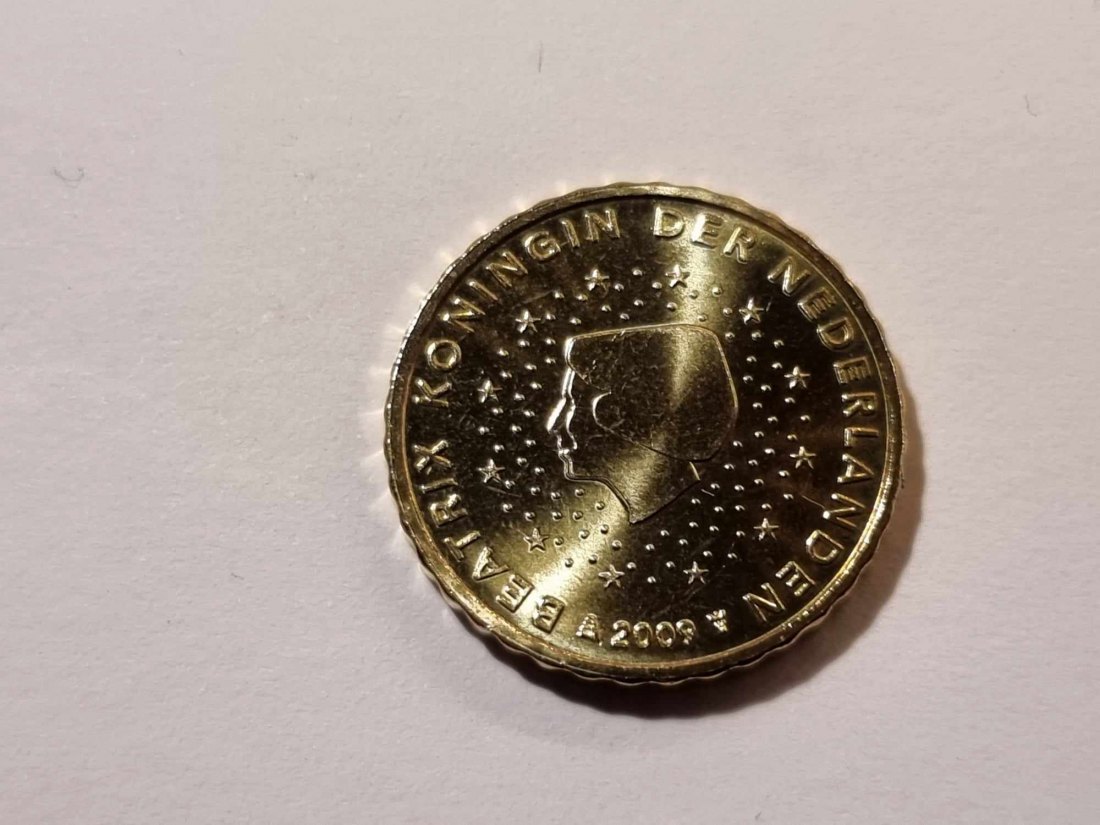 BEATRIX KONINGIN DER NEDERLANDEN
2009